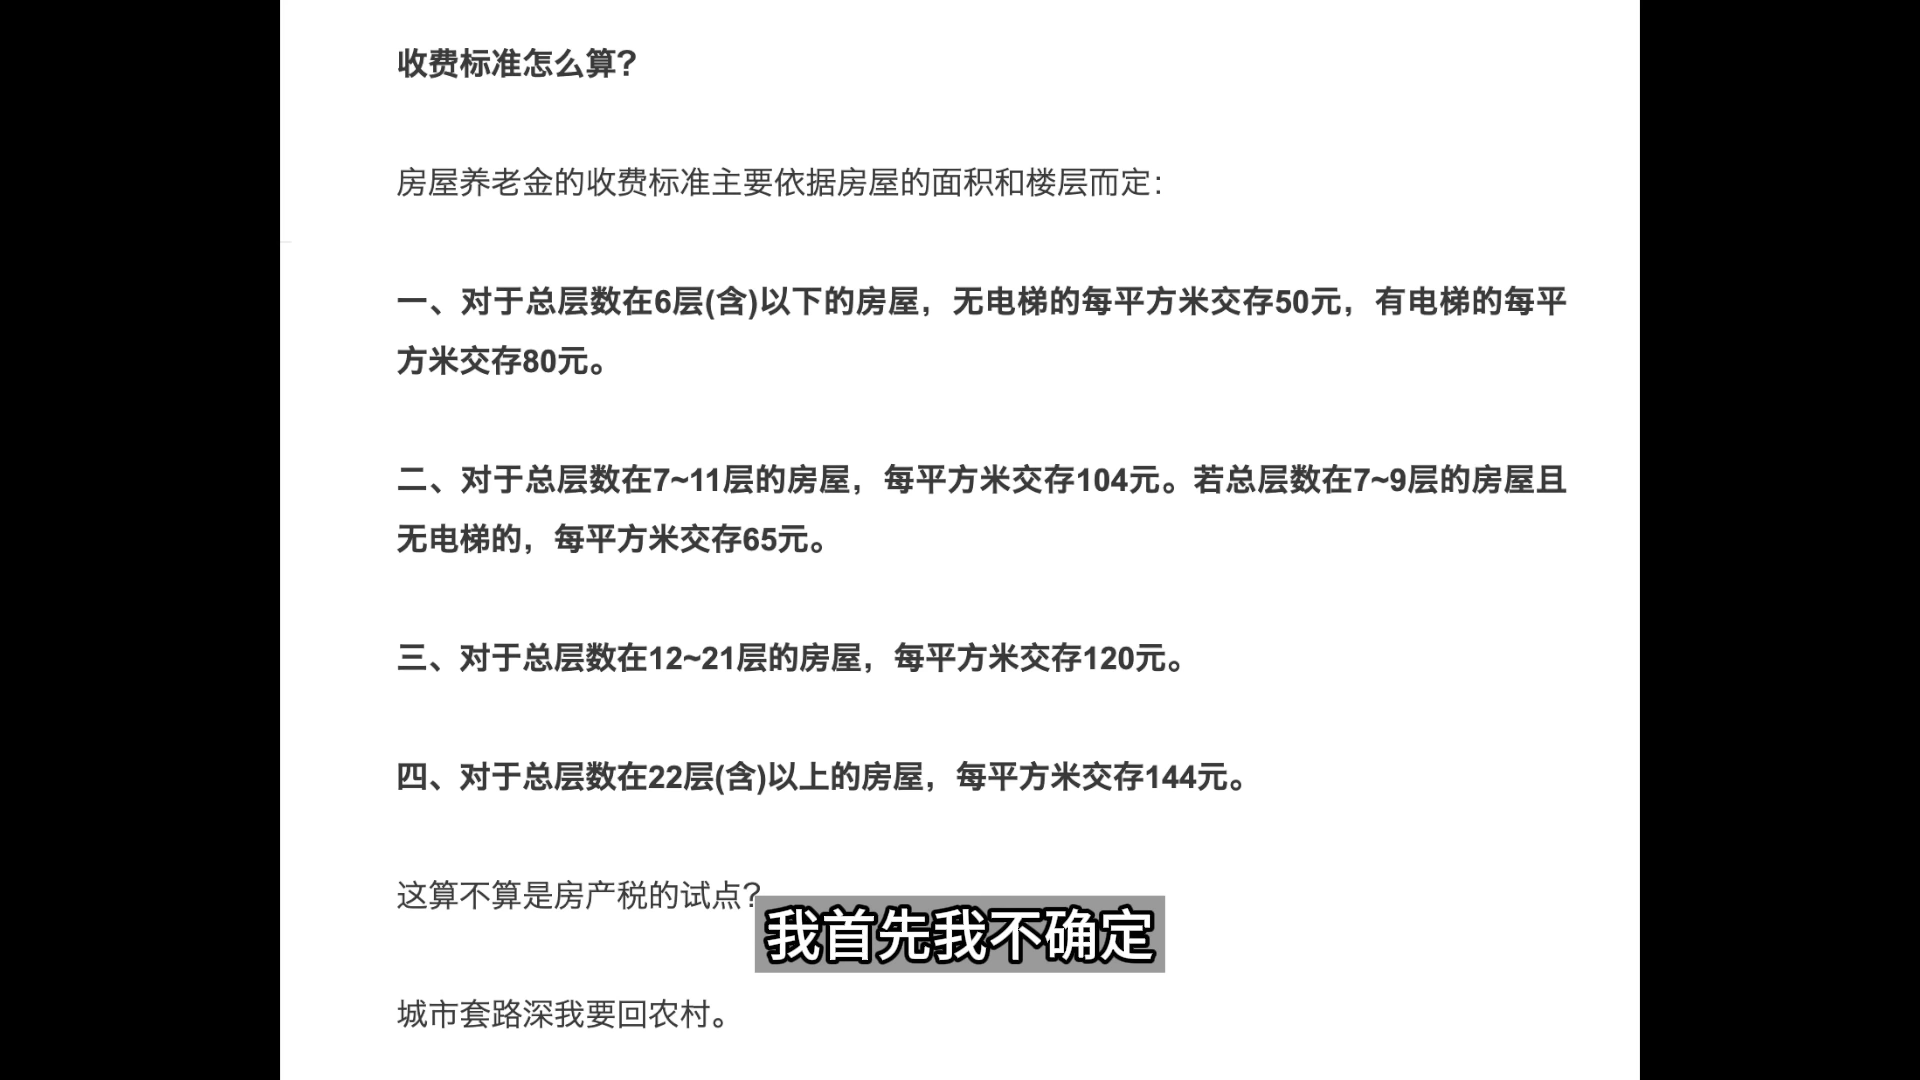 收费标准怎么算?
房屋养老金的收费标准主要依据房屋的面积和楼层而定:
一、对于总层数在6层(含)以下的房屋，无电梯的每平方米交存50元，有电梯的每平
方米交存80元。
二、对于总层数在7~11层的房屋，每平方米交存104元。若总层数在7~9层的房屋且
无电梯的，每平方米交存65元。
三、对于总层数在12~21层的房屋，每平方米交存120元。
四、对于总层数在22层(含)以上的房屋，每平方米交存144元。
这算不算是房产税的试点?
我首先我不确定
城市套路深我要回农村。